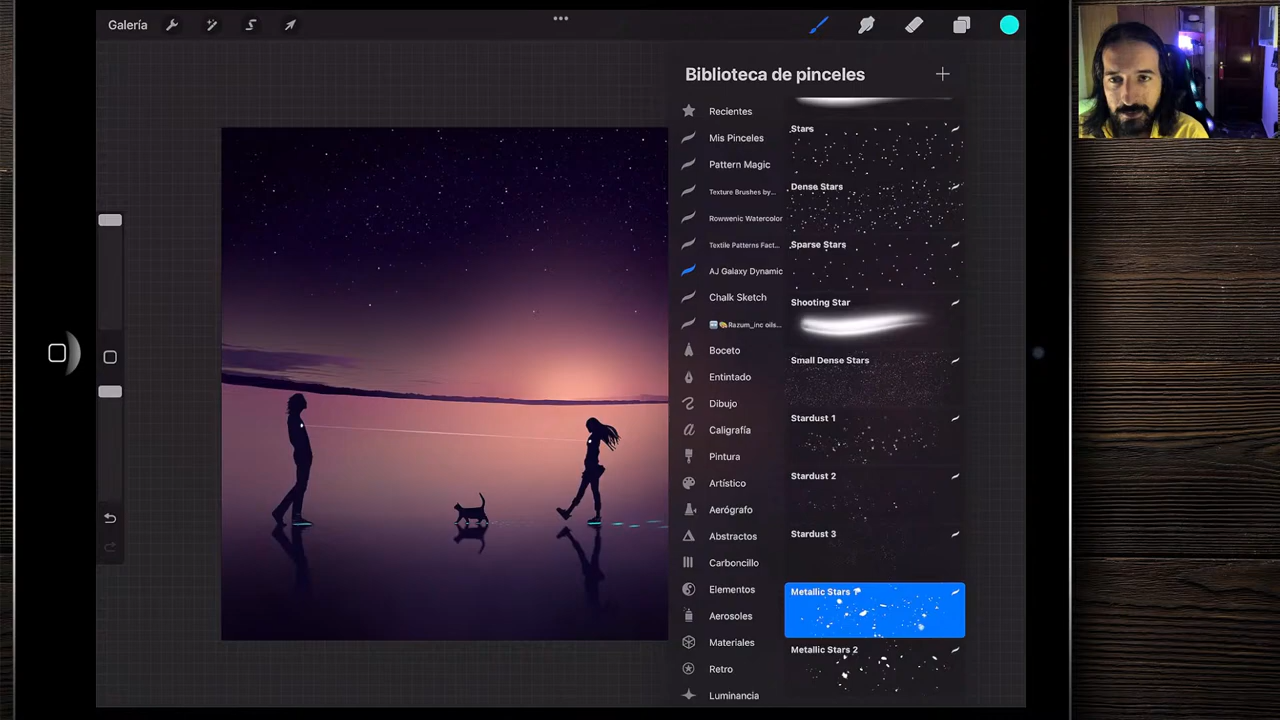 Galería
Biblioteca de pinceles
Recientes
Mis Pinceles
Pattern Magic
Texture Brushes by...
Rowwenic Watercolor
Textile Patterns Fact...
AJ Galaxy Dynamic
Chalk Sketch
Razum_inc oils...
Boceto
Entintado
Dibujo
Caligrafía
Pintura
Artístico
Aerógrafo
Abstractos
Carboncillo
Elementos
Aerosoles
Materiales
Retro
Luminancia
Stars
Dense Stars
Sparse Stars
Shooting Star
Small Dense Stars
Stardust 1
Stardust 2
Stardust 3
Metallic Stars 1
Metallic Stars 2